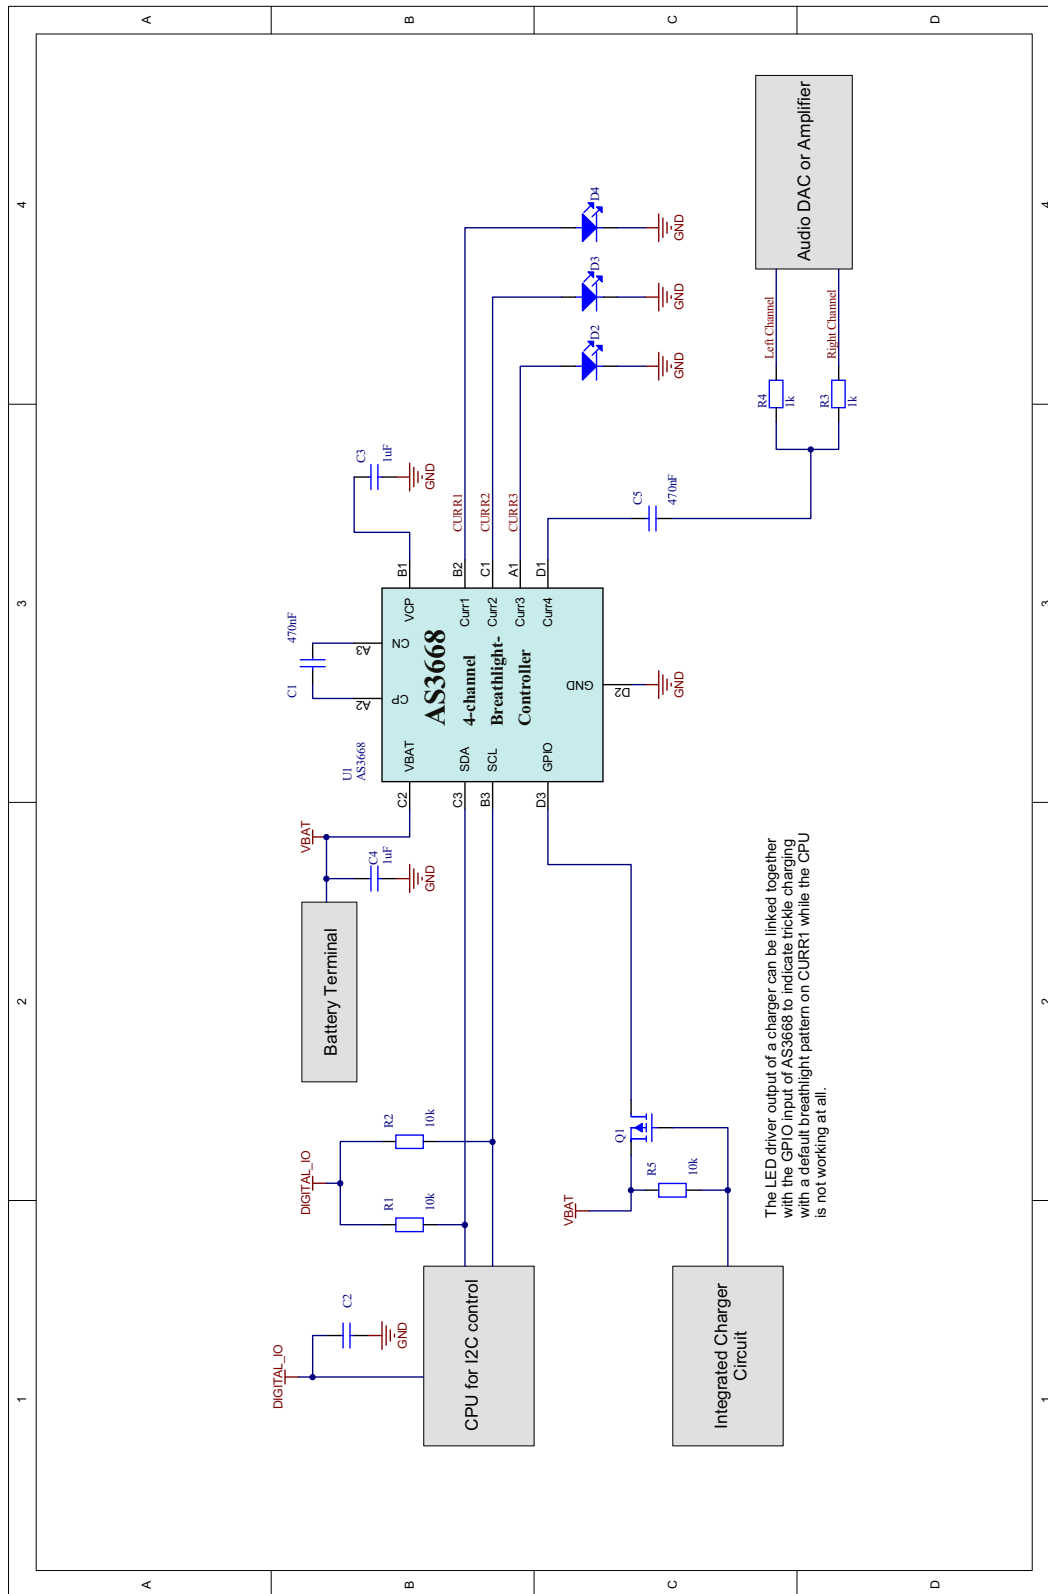 A
B
C
D
1
2
3
4
DIGITAL_IO
C2
GND
CPU for I2C control
DIGITAL_IO
R1
10k
R2
10k
Battery Terminal
VBAT
C4
1uF
GND
U1
AS3668
C1
470nF
A2
A3
CP
CN
C2
VBAT
VCP
B1
C3
1uF
GND
AS3668
4-channel
Breathlight-
Controller
C3
SDA
B3
SCL
D3
GPIO
GND
D2
GND
Curr1
B2
CURR1
Curr2
C1
CURR2
Curr3
A1
CURR3
Curr4
D1
D2
GND
D3
GND
D4
GND
C5
470nF
R4
1k
Left Channel
R3
1k
Right Channel
Audio DAC or Amplifier
VBAT
R5
10k
Q1
Integrated Charger
Circuit
The LED driver output of a charger can be linked together
with the GPIO input of AS3668 to indicate trickle charging
with a default breathlight pattern on CURR1 while the CPU
is not working at all.
1
2
3
4
A
B
C
D